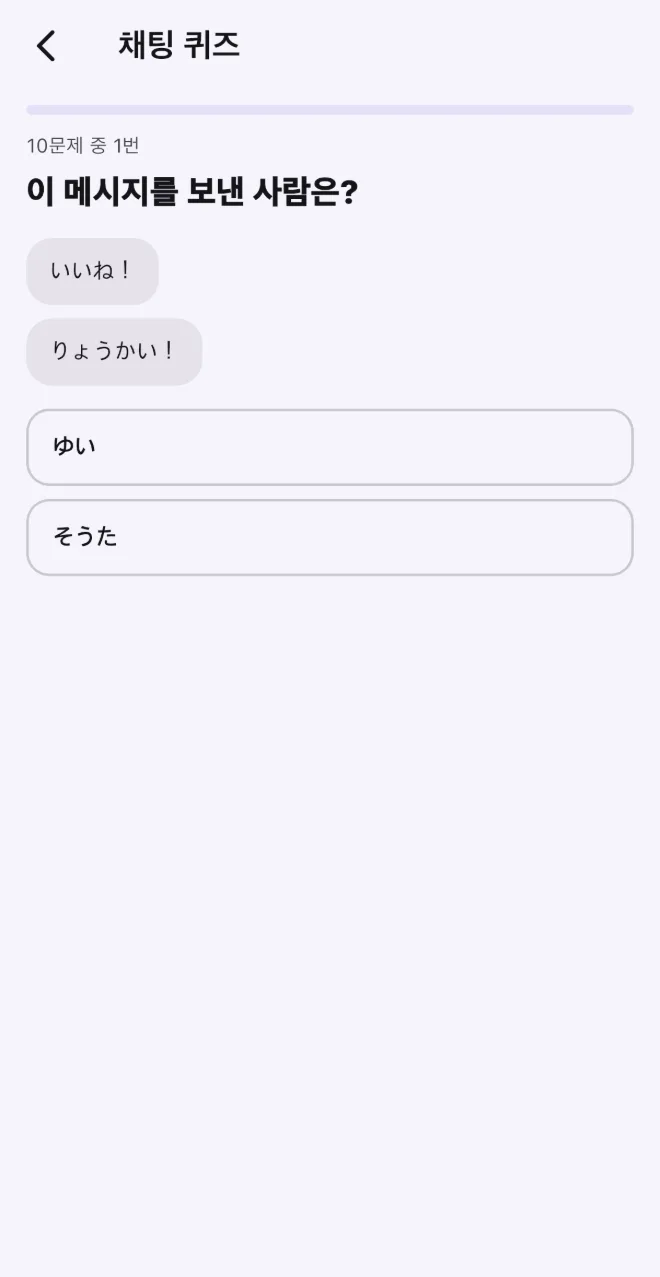 채팅 퀴즈
10문제 중 1번
이 메시지를 보낸 사람은?
いいね！
りょうかい！
ゆい
そうた